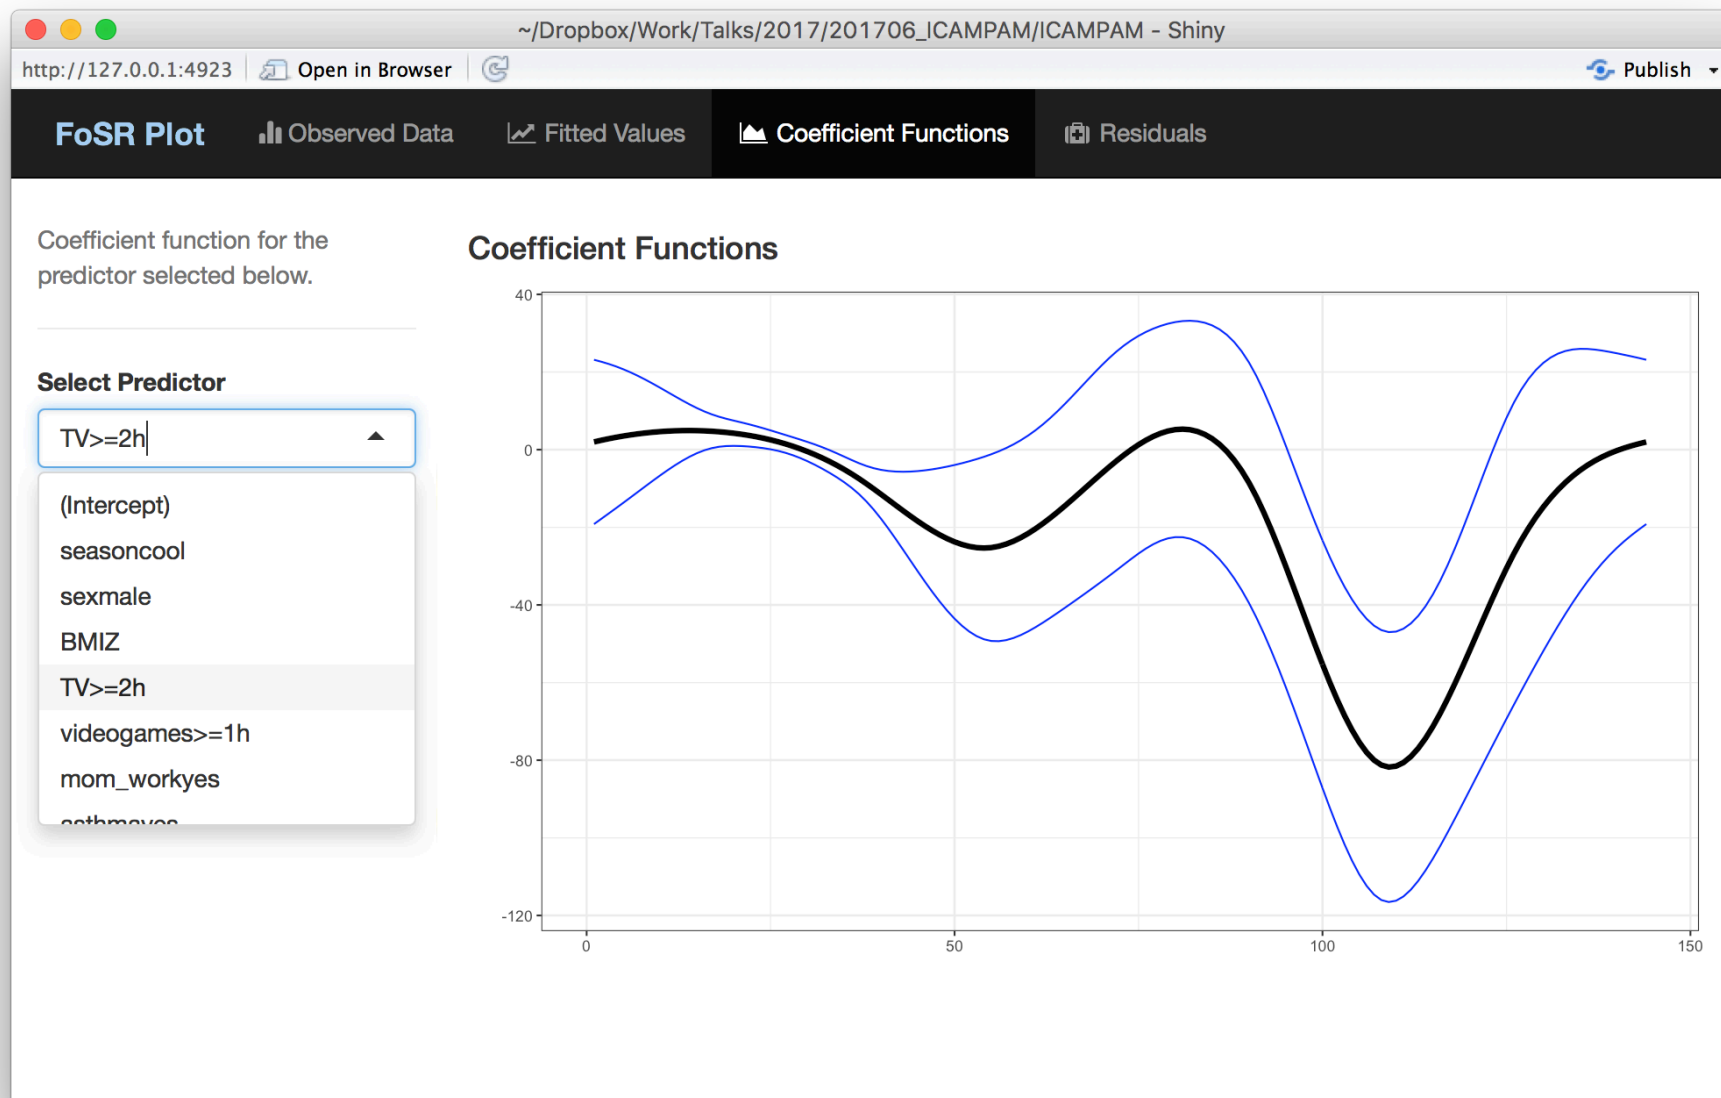 ~/Dropbox/Work/Talks/2017/201706_ICAMPAM/ICAMPAM - Shiny
http://127.0.0.1:4923 Open in Browser Publish
FoSR Plot Observed Data Fitted Values Coefficient Functions Residuals
Coefficient function for the
predictor selected below.
Select Predictor
TV>=2h
(Intercept)
seasoncool
sexmale
BMIZ
TV>=2h
videogames>=1h
mom_workyes
asthmayes
Coefficient Functions
40
0
-40
-80
-120
0 50 100 150